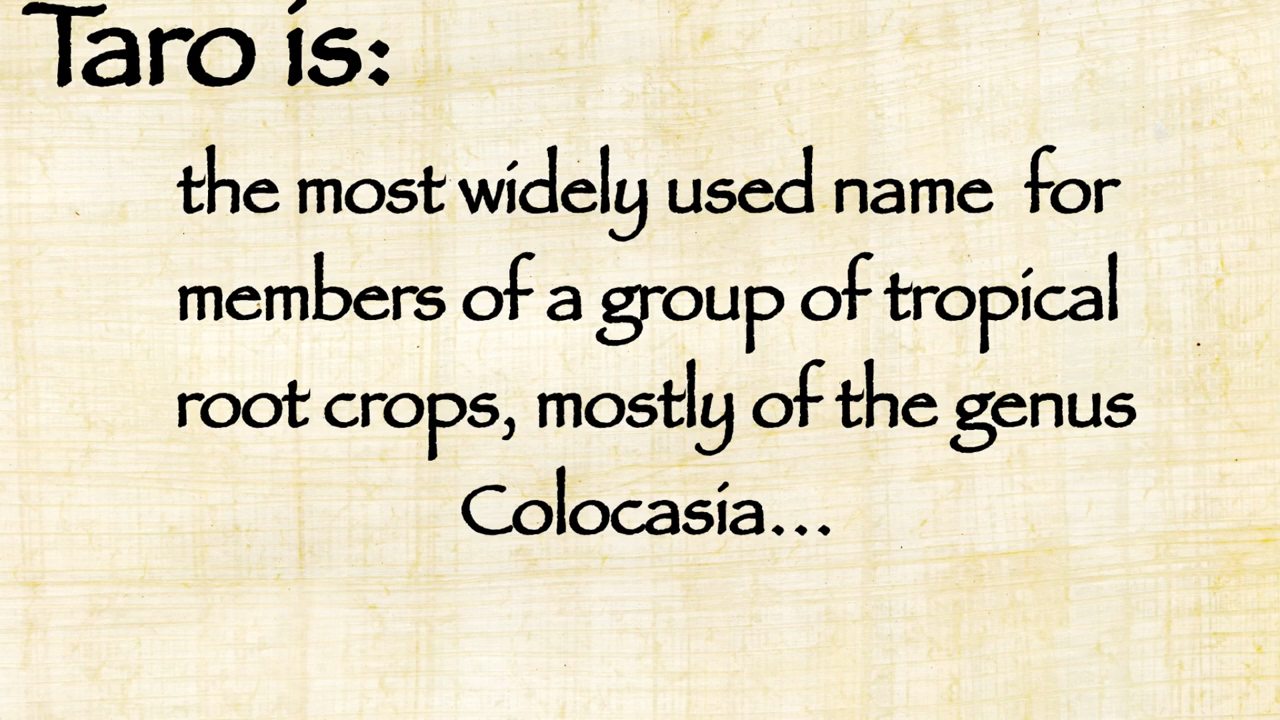 Taro is:
the most widely used name for
members of a group of tropical
root crops, mostly of the genus
Colocasia...